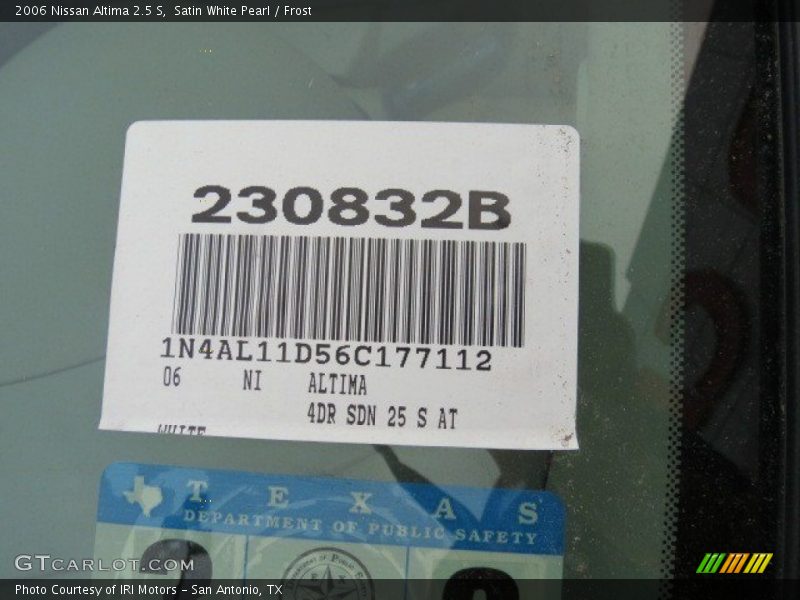 2006 Nissan Altima 2.5 S, Satin White Pearl / Frost
230832B
1N4AL11D56C177112
06 NI ALTIMA
4DR SDN 25 S AT
WHITE
TEXAS
DEPARTMENT OF PUBLIC SAFETY
GTCarlot.com
Photo Courtesy of IRI Motors - San Antonio, TX